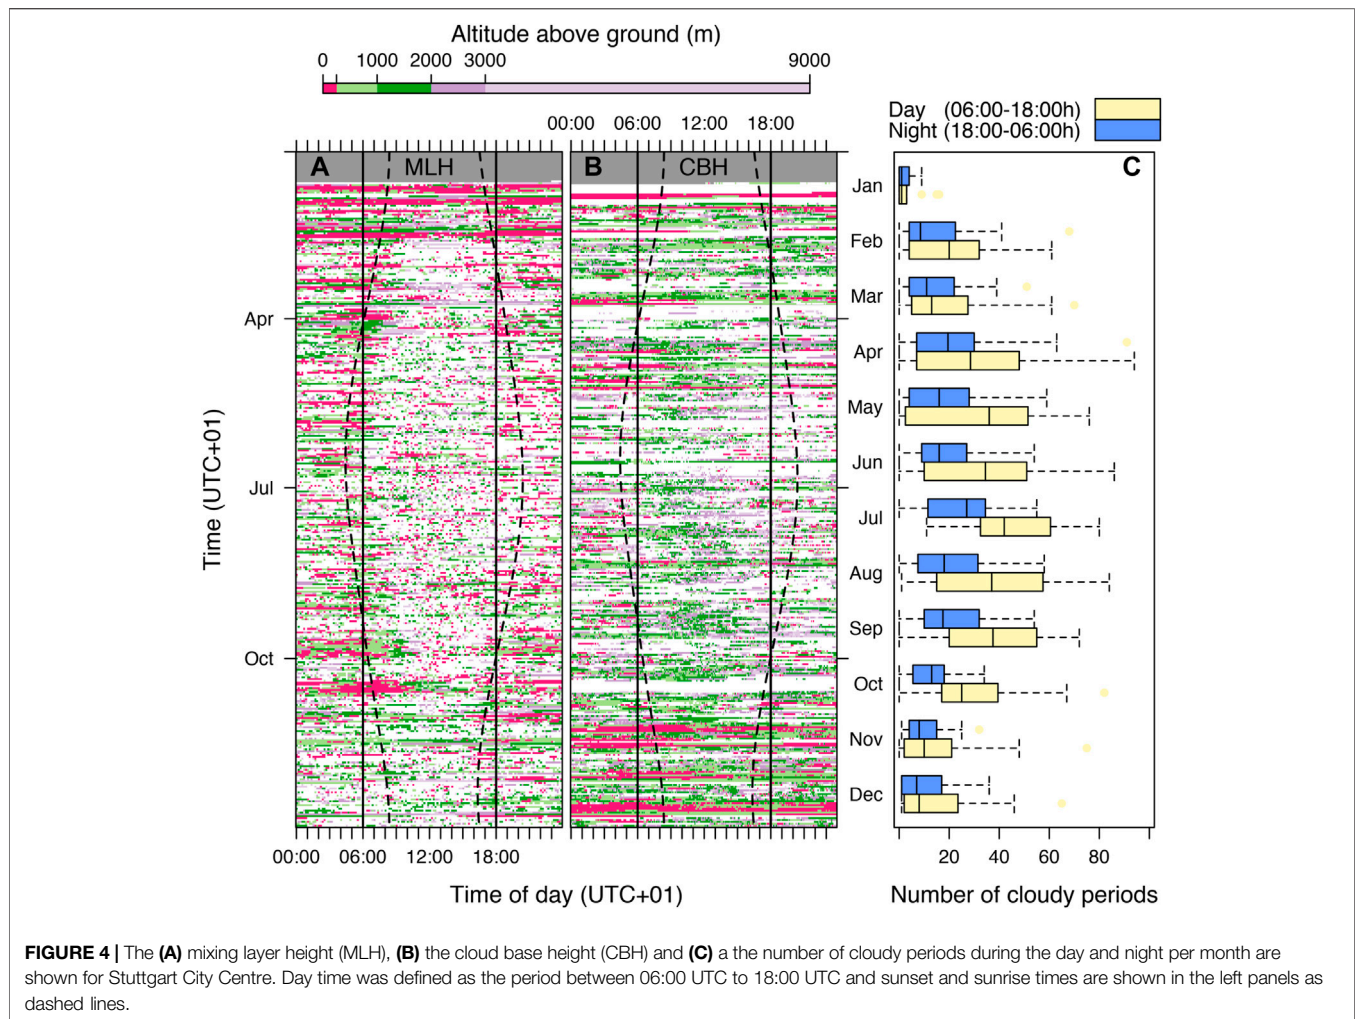 Altitude above ground (m)
0 1000 2000 3000 9000
00:00 06:00 12:00 18:00
Day (06:00-18:00h)
Night (18:00-06:00h)
A MLH B CBH C
Jan
Feb
Mar
Apr
May
Jun
Jul
Aug
Sep
Oct
Nov
Dec
Apr
Jul
Oct
Time (UTC+01)
00:00 06:00 12:00 18:00
20 40 60 80
Time of day (UTC+01)
Number of cloudy periods
FIGURE 4 | The (A) mixing layer height (MLH), (B) the cloud base height (CBH) and (C) a the number of cloudy periods during the day and night per month are
shown for Stuttgart City Centre. Day time was defined as the period between 06:00 UTC to 18:00 UTC and sunset and sunrise times are shown in the left panels as
dashed lines.